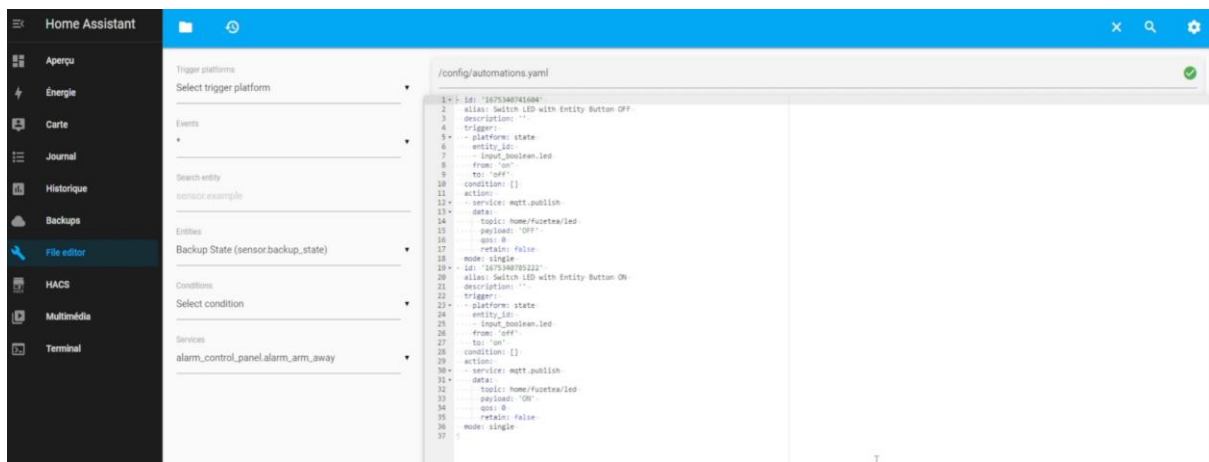 Home Assistant
Aperçu
Énergie
Carte
Journal
Historique
Backups
File editor
HACS
Multimédia
Terminal
Trigger platforms
Select trigger platform
Events
*
Search entity
sensor.example
Entities
Backup State (sensor.backup_state)
Conditions
Select condition
Services
alarm_control_panel.alarm_arm_away
/config/automations.yaml
1 - id: '1675340741604'
2 alias: Switch LED with Entity Button OFF
3 description: ''
4 trigger:
5 - platform: state
6 entity_id:
7 - input_boolean.led
8 from: 'on'
9 to: 'off'
10 condition: []
11 action:
12 - service: mqtt.publish
13 data:
14 topic: home/fuzetea/led
15 payload: 'OFF'
16 qos: 0
17 retain: false
18 mode: single
19 - id: '1675340785222'
20 alias: Switch LED with Entity Button ON
21 description: ''
22 trigger:
23 - platform: state
24 entity_id:
25 - input_boolean.led
26 from: 'off'
27 to: 'on'
28 condition: []
29 action:
30 - service: mqtt.publish
31 data:
32 topic: home/fuzetea/led
33 payload: 'ON'
34 qos: 0
35 retain: false
36 mode: single
37